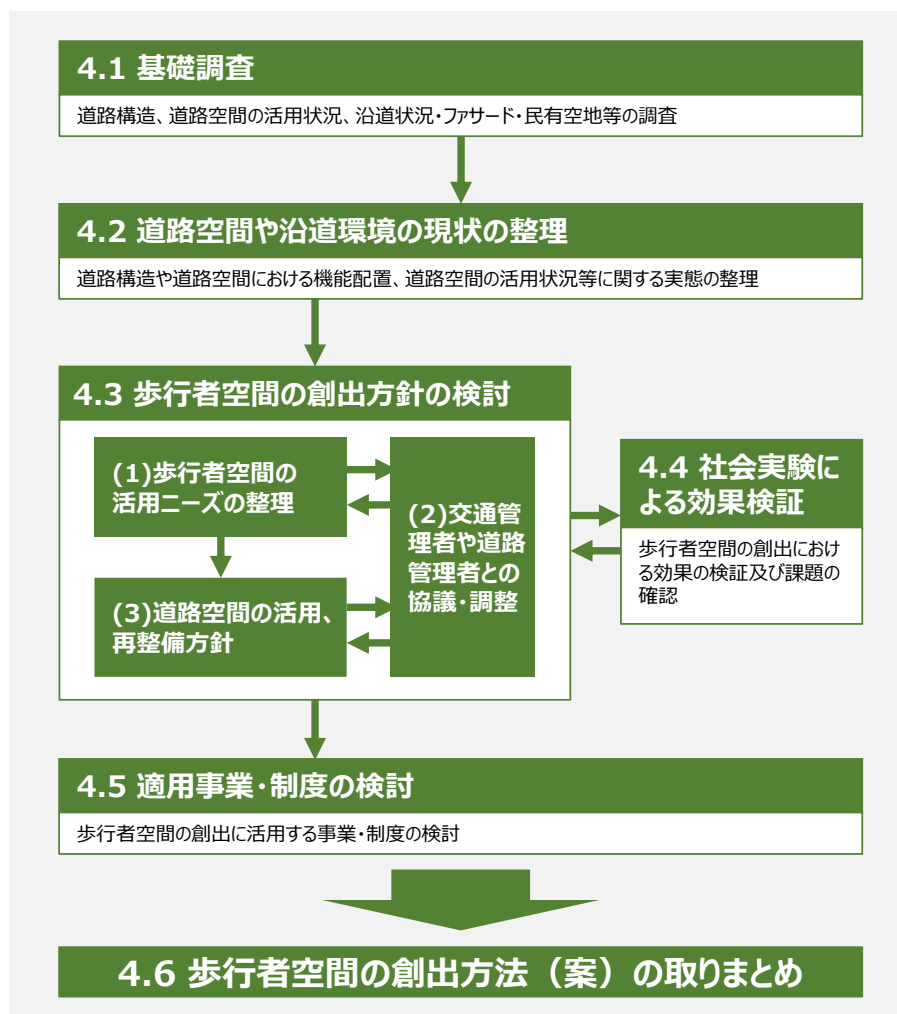 4.1 基礎調査
道路構造、道路空間の活用状況、沿道状況・ファサード・民有空地等の調査
4.2 道路空間や沿道環境の現状の整理
道路構造や道路空間における機能配置、道路空間の活用状況等に関する実態の整理
4.3 歩行者空間の創出方針の検討
(1)歩行者空間の
活用ニーズの整理
(2)交通管
理者や道路
管理者との
協議・調整
(3)道路空間の活用、
再整備方針
4.4 社会実験に
よる効果検証
歩行者空間の創出におけ
る効果の検証及び課題の
確認
4.5 適用事業・制度の検討
歩行者空間の創出に活用する事業・制度の検討
4.6 歩行者空間の創出方法（案）の取りまとめ